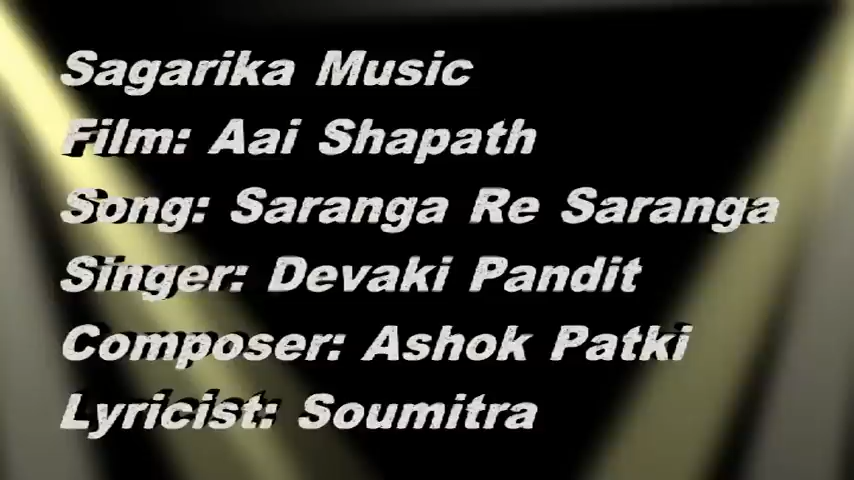 Sagarika Music
Film: Aai Shapath
Song: Saranga Re Saranga
Singer: Devaki Pandit
Composer: Ashok Patki
Lyricist: Soumitra